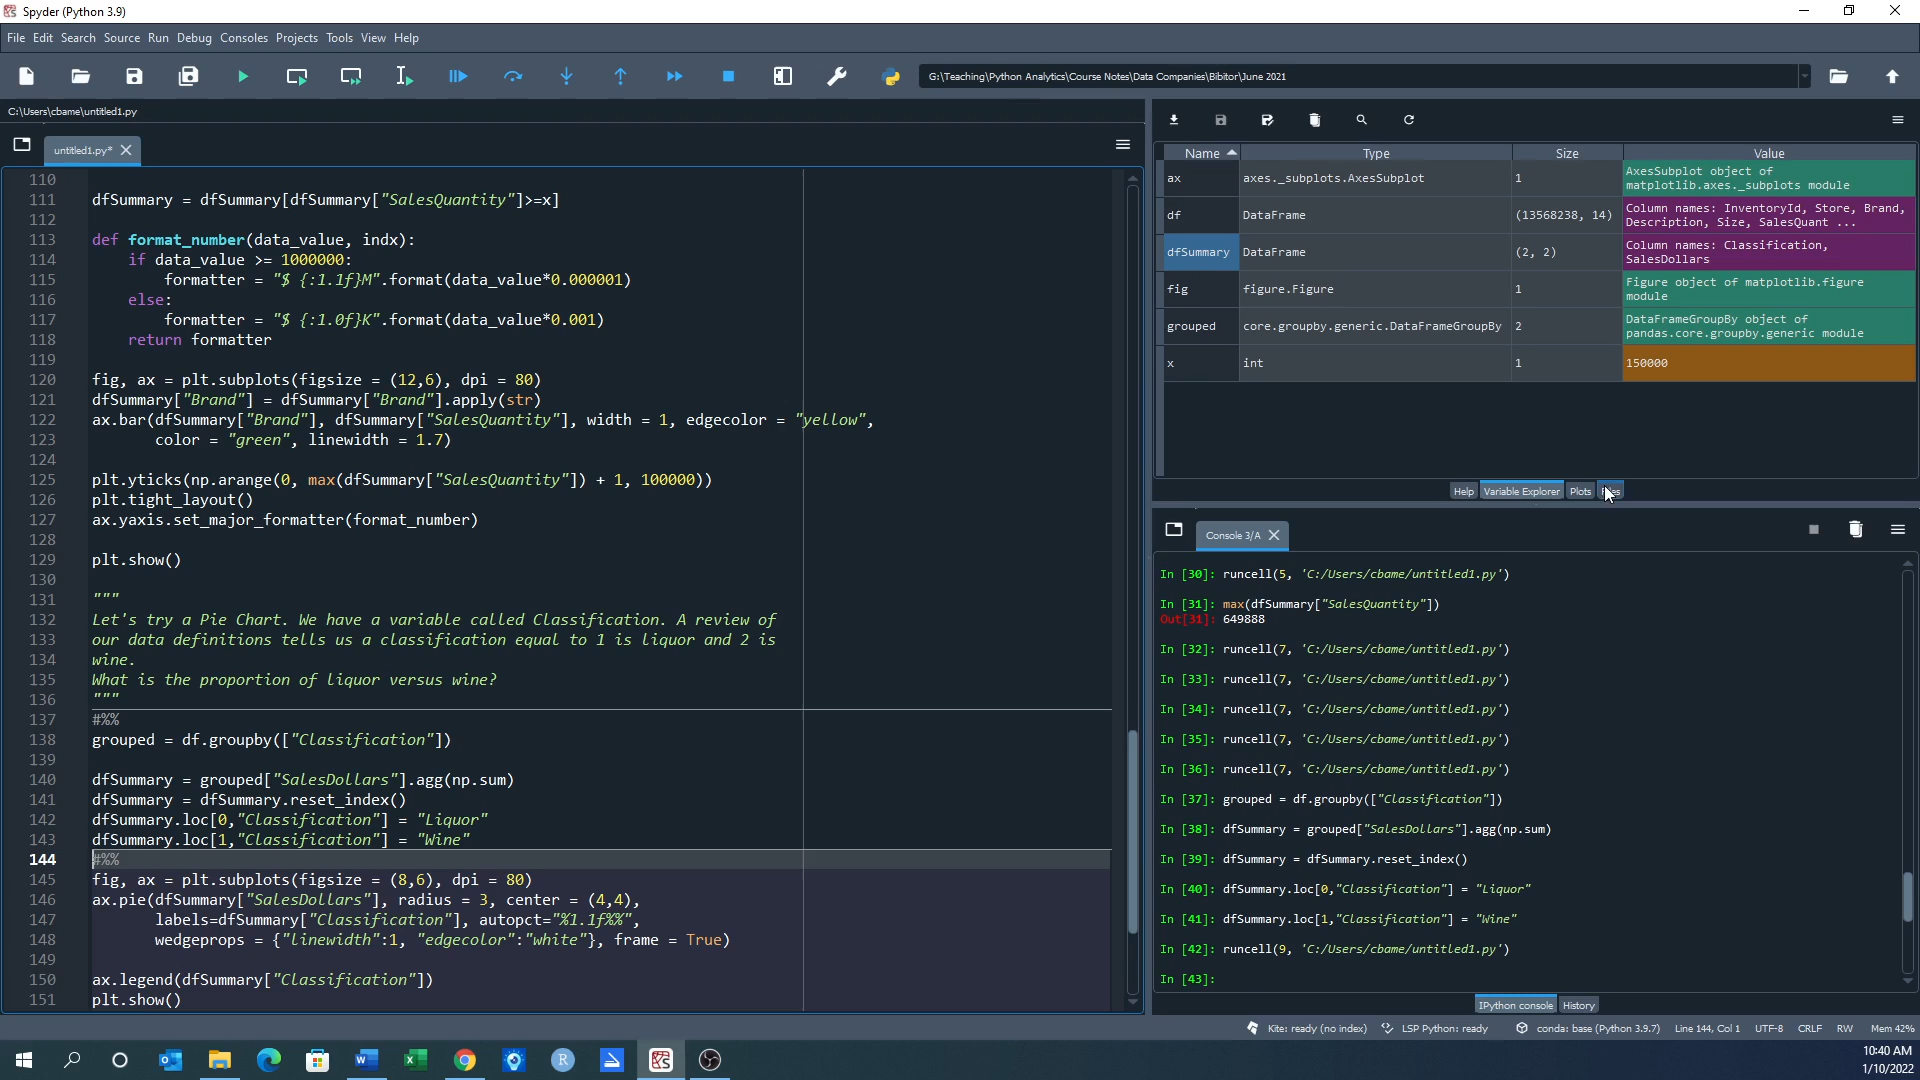 Spyder (Python 3.9)
File Edit Search Source Run Debug Consoles Projects Tools View Help
G:\Teaching\Python Analytics\Course Notes\Data Companies\Bibitor\June 2021
C:\Users\cbame\untitled1.py
untitled1.py*
110
111 dfSummary = dfSummary[dfSummary["SalesQuantity"]>=x]
112
113 def format_number(data_value, indx):
114 if data_value >= 1000000:
115 formatter = "$ {:1.1f}M".format(data_value*0.000001)
116 else:
117 formatter = "$ {:1.0f}K".format(data_value*0.001)
118 return formatter
119
120 fig, ax = plt.subplots(figsize = (12,6), dpi = 80)
121 dfSummary["Brand"] = dfSummary["Brand"].apply(str)
122 ax.bar(dfSummary["Brand"], dfSummary["SalesQuantity"], width = 1, edgecolor = "yellow",
123 color = "green", linewidth = 1.7)
124
125 plt.yticks(np.arange(0, max(dfSummary["SalesQuantity"]) + 1, 100000))
126 plt.tight_layout()
127 ax.yaxis.set_major_formatter(format_number)
128
129 plt.show()
130
131 """
132 Let's try a Pie Chart. We have a variable called Classification. A review of
133 our data definitions tells us a classification equal to 1 is liquor and 2 is
134 wine.
135 What is the proportion of liquor versus wine?
136 """
137 #%%
138 grouped = df.groupby(["Classification"])
139
140 dfSummary = grouped["SalesDollars"].agg(np.sum)
141 dfSummary = dfSummary.reset_index()
142 dfSummary.loc[0,"Classification"] = "Liquor"
143 dfSummary.loc[1,"Classification"] = "Wine"
144 #%%
145 fig, ax = plt.subplots(figsize = (8,6), dpi = 80)
146 ax.pie(dfSummary["SalesDollars"], radius = 3, center = (4,4),
147 labels=dfSummary["Classification"], autopct="%1.1f%%",
148 wedgeprops = {"linewidth":1, "edgecolor":"white"}, frame = True)
149
150 ax.legend(dfSummary["Classification"])
151 plt.show()
Name Type Size Value
ax axes._subplots.AxesSubplot 1 AxesSubplot object of
matplotlib.axes._subplots module
df DataFrame (13568238, 14) Column names: InventoryId, Store, Brand,
Description, Size, SalesQuant ...
dfSummary DataFrame (2, 2) Column names: Classification,
SalesDollars
fig figure.Figure 1 Figure object of matplotlib.figure
module
grouped core.groupby.generic.DataFrameGroupBy 2 DataFrameGroupBy object of
pandas.core.groupby.generic module
x int 1 150000
Help Variable Explorer Plots
Console 3/A
In [30]: runcell(5, 'C:/Users/cbame/untitled1.py')
In [31]: max(dfSummary["SalesQuantity"])
Out[31]: 649888
In [32]: runcell(7, 'C:/Users/cbame/untitled1.py')
In [33]: runcell(7, 'C:/Users/cbame/untitled1.py')
In [34]: runcell(7, 'C:/Users/cbame/untitled1.py')
In [35]: runcell(7, 'C:/Users/cbame/untitled1.py')
In [36]: runcell(7, 'C:/Users/cbame/untitled1.py')
In [37]: grouped = df.groupby(["Classification"])
In [38]: dfSummary = grouped["SalesDollars"].agg(np.sum)
In [39]: dfSummary = dfSummary.reset_index()
In [40]: dfSummary.loc[0,"Classification"] = "Liquor"
In [41]: dfSummary.loc[1,"Classification"] = "Wine"
In [42]: runcell(9, 'C:/Users/cbame/untitled1.py')
In [43]:
IPython console History
Kite: ready (no index) LSP Python: ready conda: base (Python 3.9.7) Line 144, Col 1 UTF-8 CRLF RW Mem 42%
10:40 AM
1/10/2022